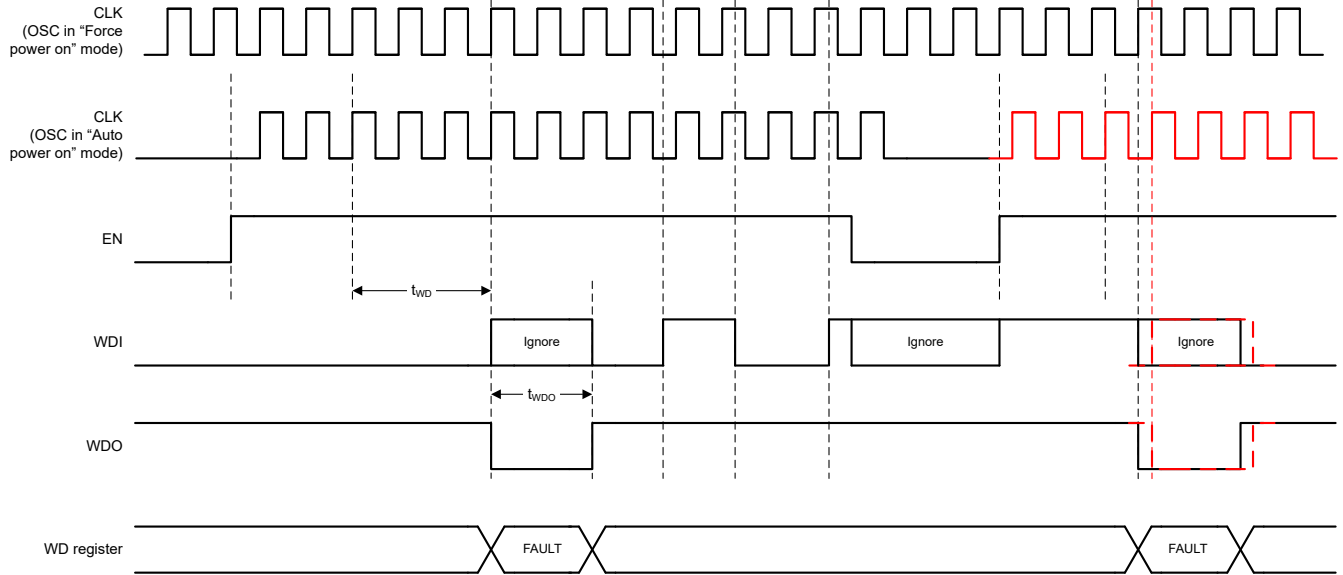 CLK
(OSC in “Force
power on” mode)
CLK
(OSC in “Auto
power on” mode)
EN
tWD
WDI
Ignore
Ignore
Ignore
tWDO
WDO
WD register
FAULT
FAULT